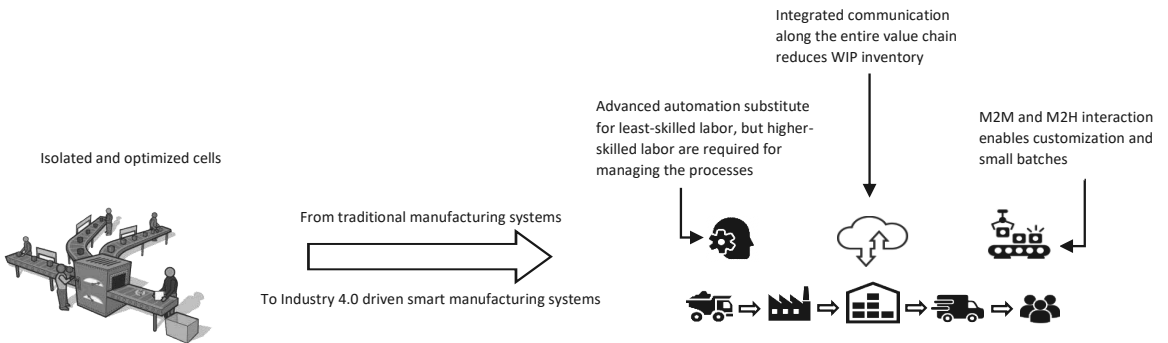 Isolated and optimized cells
From traditional manufacturing systems
To Industry 4.0 driven smart manufacturing systems
Advanced automation substitute
for least-skilled labor, but higher-
skilled labor are required for
managing the processes
Integrated communication
along the entire value chain
reduces WIP inventory
M2M and M2H interaction
enables customization and
small batches